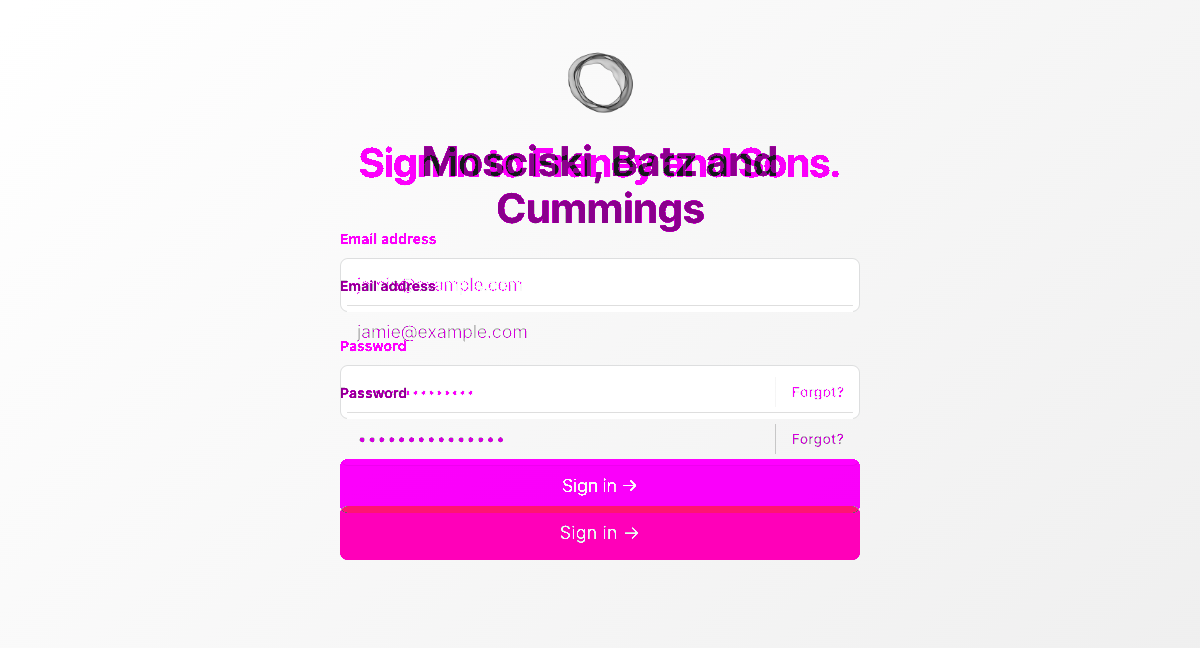 Sign in to and Sons.
Mosciski, Batz and
Cummings
Email address
jamie@example.com
Email address
jamie@example.com
Password
Password
Forgot?
Forgot?
Sign in →
Sign in →